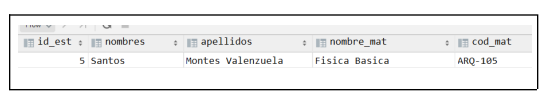 id_est nombres apellidos nombre_mat cod_mat
5 Santos Montes Valenzuela Fisica Basica ARQ-105